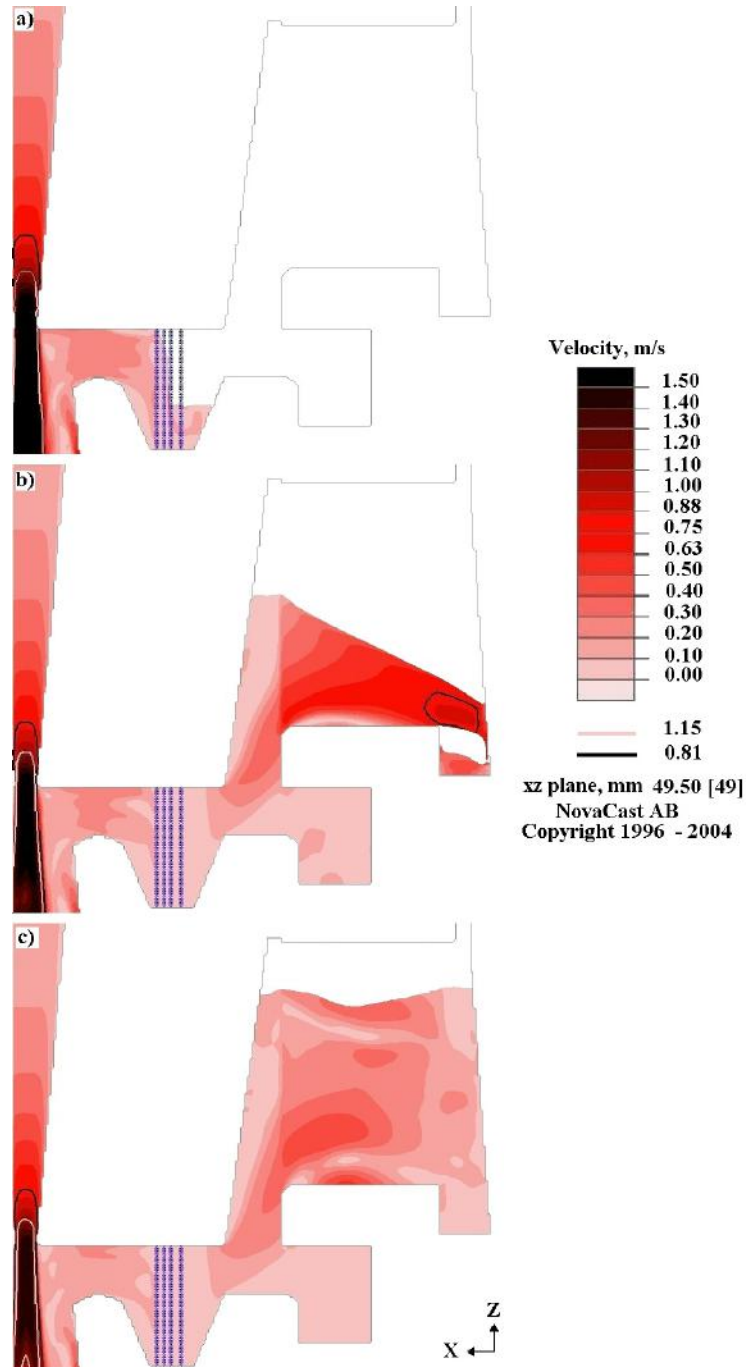 a)
b)
c)
Velocity, m/s
1.50
1.40
1.30
1.20
1.10
1.00
0.88
0.75
0.63
0.50
0.40
0.30
0.20
0.10
0.00
1.15
0.81
xz plane, mm 49.50 [49]
NovaCast AB
Copyright 1996 - 2004
Z
X